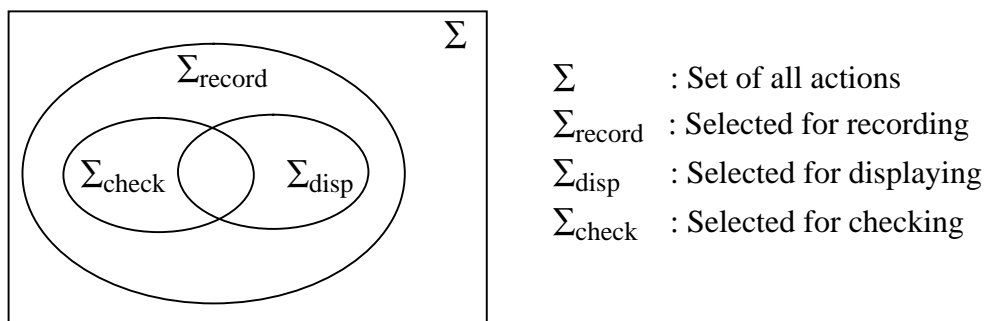 Σ
Σrecord
Σcheck
Σdisp
Σ : Set of all actions
Σrecord : Selected for recording
Σdisp : Selected for displaying
Σcheck : Selected for checking